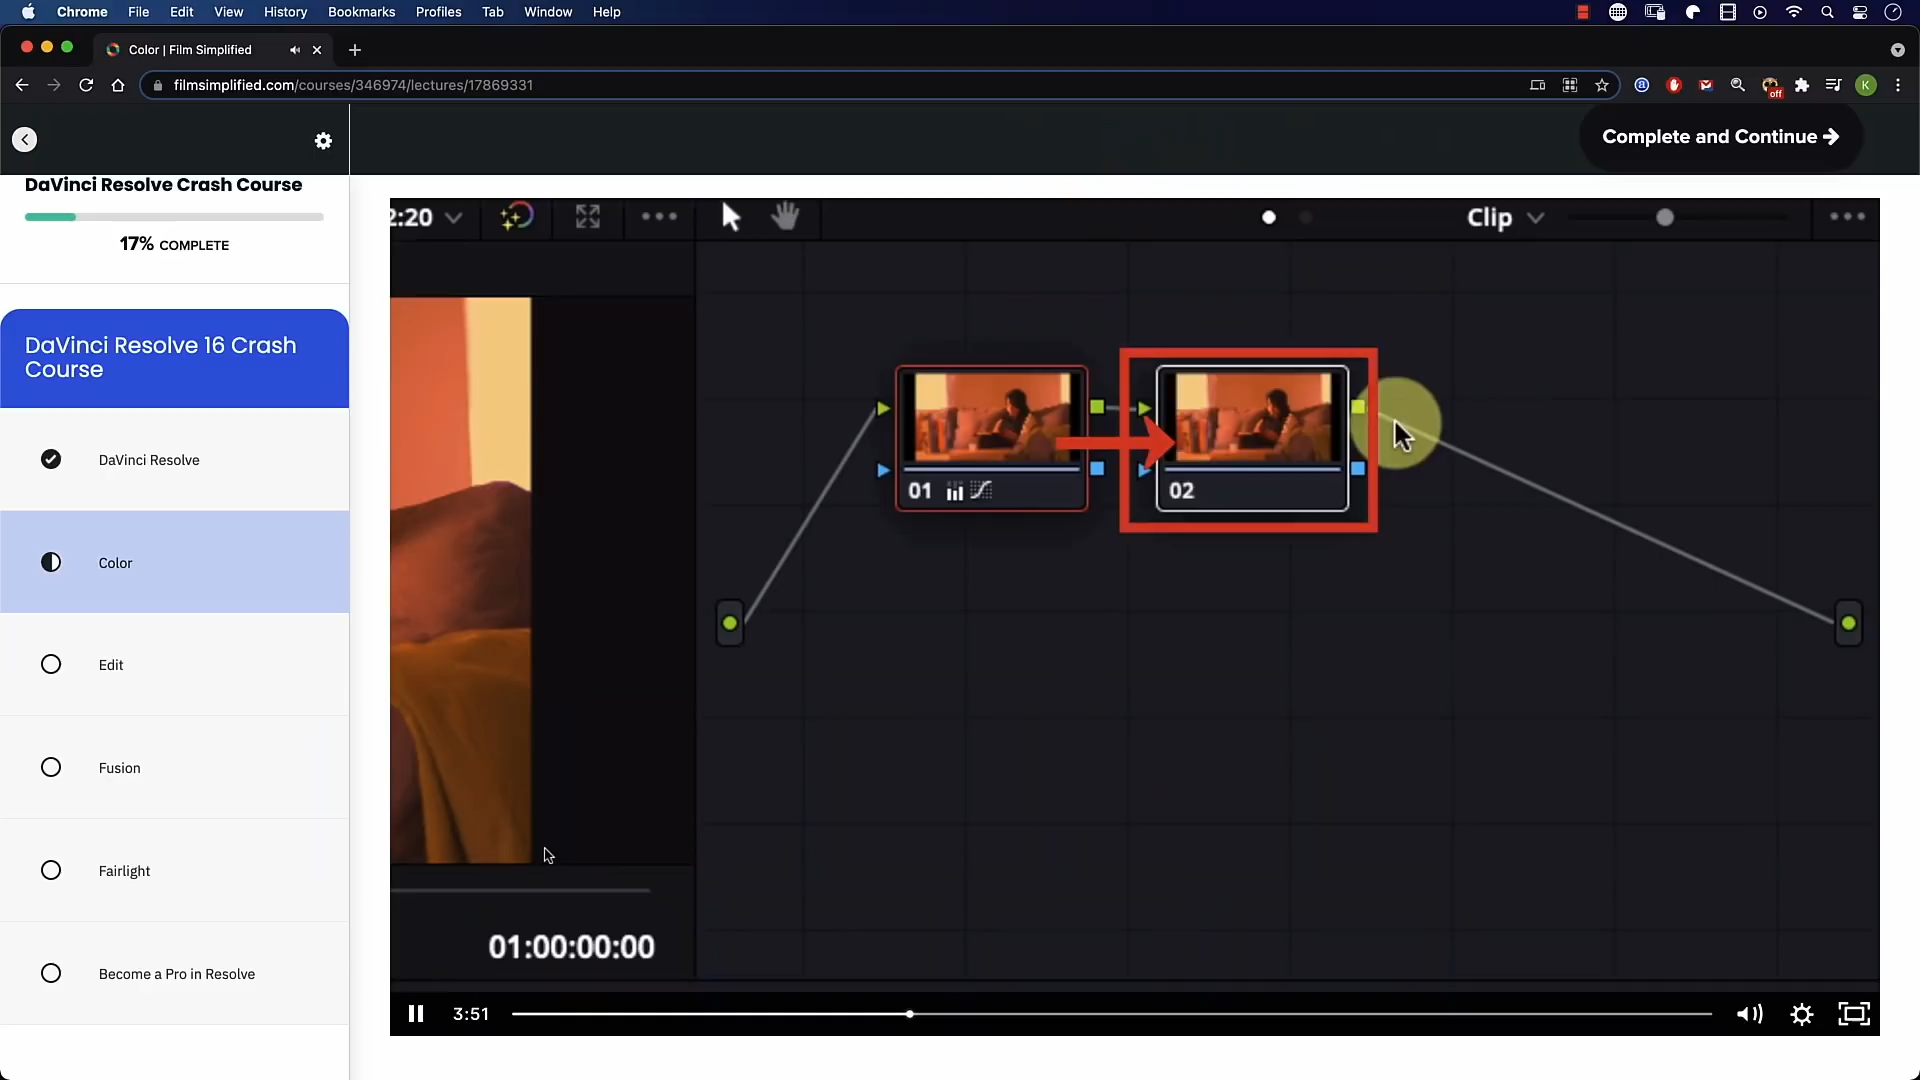 Chrome File Edit View History Bookmarks Profiles Tab Window Help
Color | Film Simplified
filmsimplified.com/courses/346974/lectures/17869331
off
K
Complete and Continue
DaVinci Resolve Crash Course
17% COMPLETE
DaVinci Resolve 16 Crash
Course
DaVinci Resolve
Color
Edit
Fusion
Fairlight
Become a Pro in Resolve
2:20
Clip
01
02
01:00:00:00
3:51